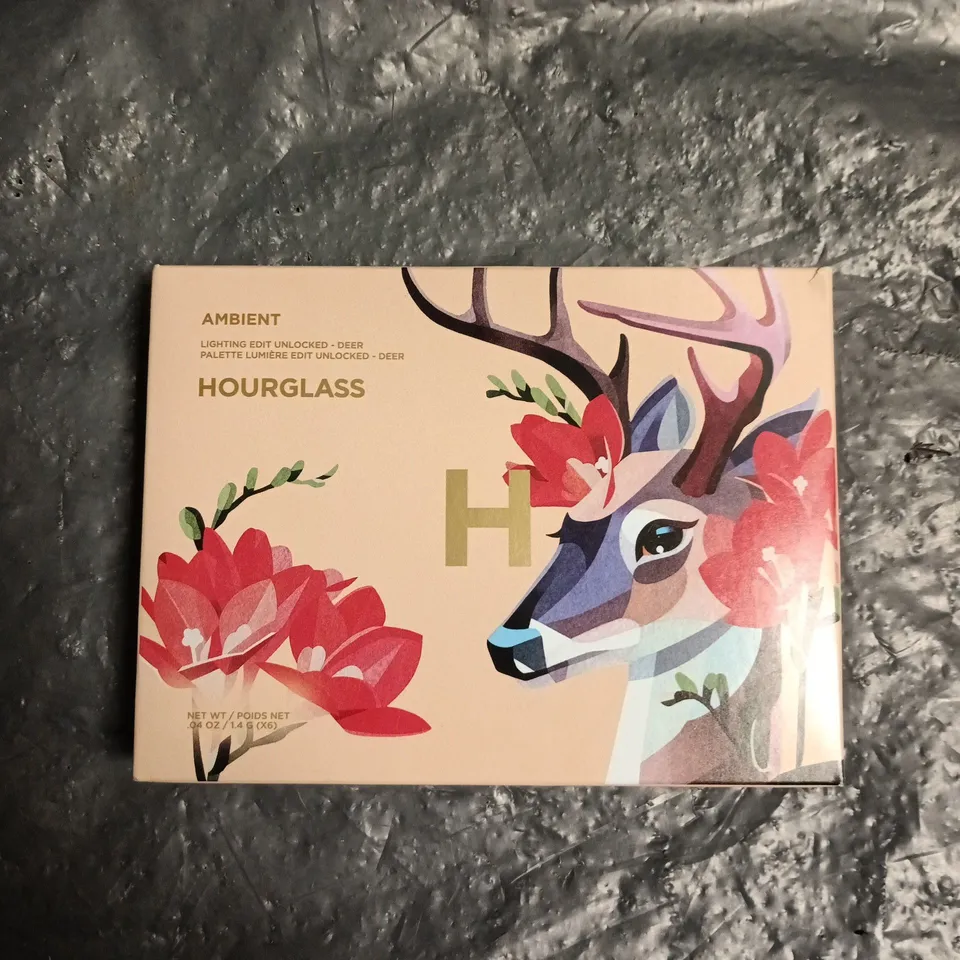 AMBIENT
LIGHTING EDIT UNLOCKED - DEER
PALETTE LUMIÈRE EDIT UNLOCKED - DEER
HOURGLASS
H
NET WT / POIDS NET
.04 OZ / 1.4 G (X6)